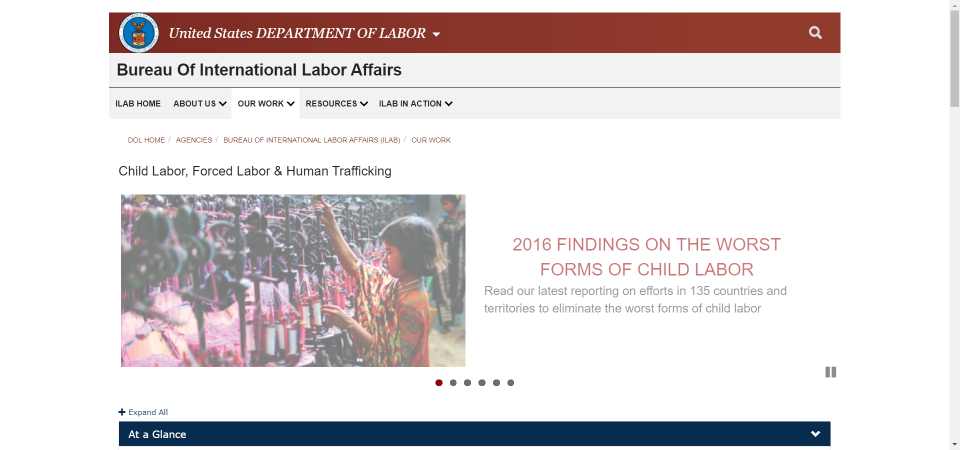 United States DEPARTMENT OF LABOR
Bureau Of International Labor Affairs
ILAB HOME ABOUT US OUR WORK RESOURCES ILAB IN ACTION
DOL HOME / AGENCIES / BUREAU OF INTERNATIONAL LABOR AFFAIRS (ILAB) / OUR WORK
Child Labor, Forced Labor & Human Trafficking
2016 FINDINGS ON THE WORST
FORMS OF CHILD LABOR
Read our latest reporting on efforts in 135 countries and
territories to eliminate the worst forms of child labor
Expand All
At a Glance